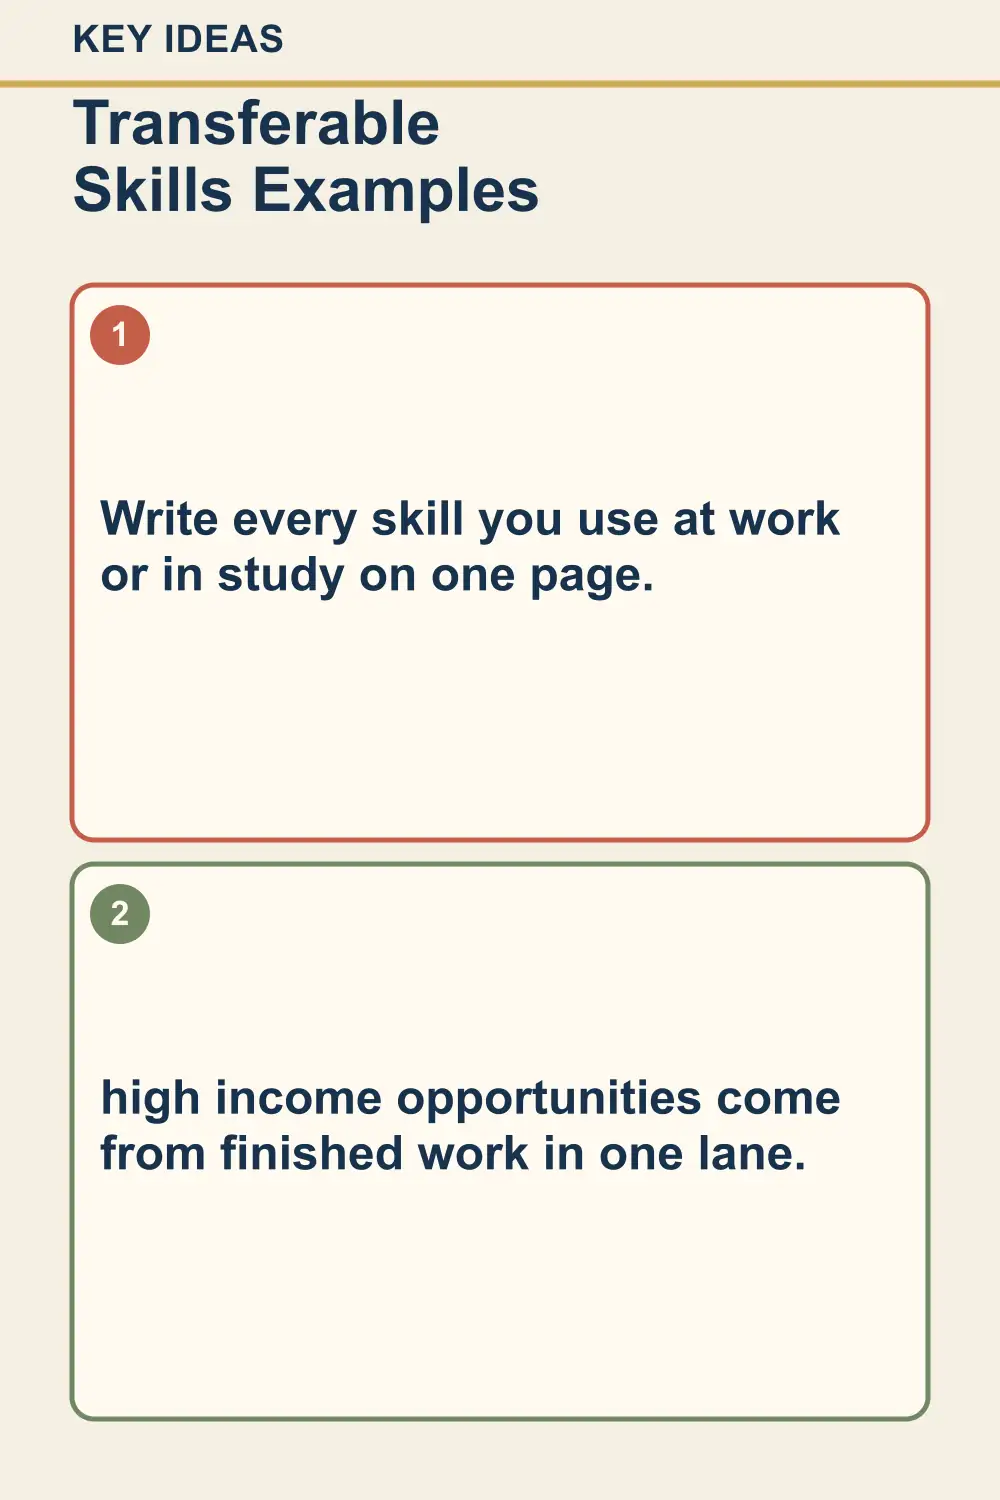 KEY IDEAS
Transferable
Skills Examples
1
Write every skill you use at work
or in study on one page.
2
high income opportunities come
from finished work in one lane.